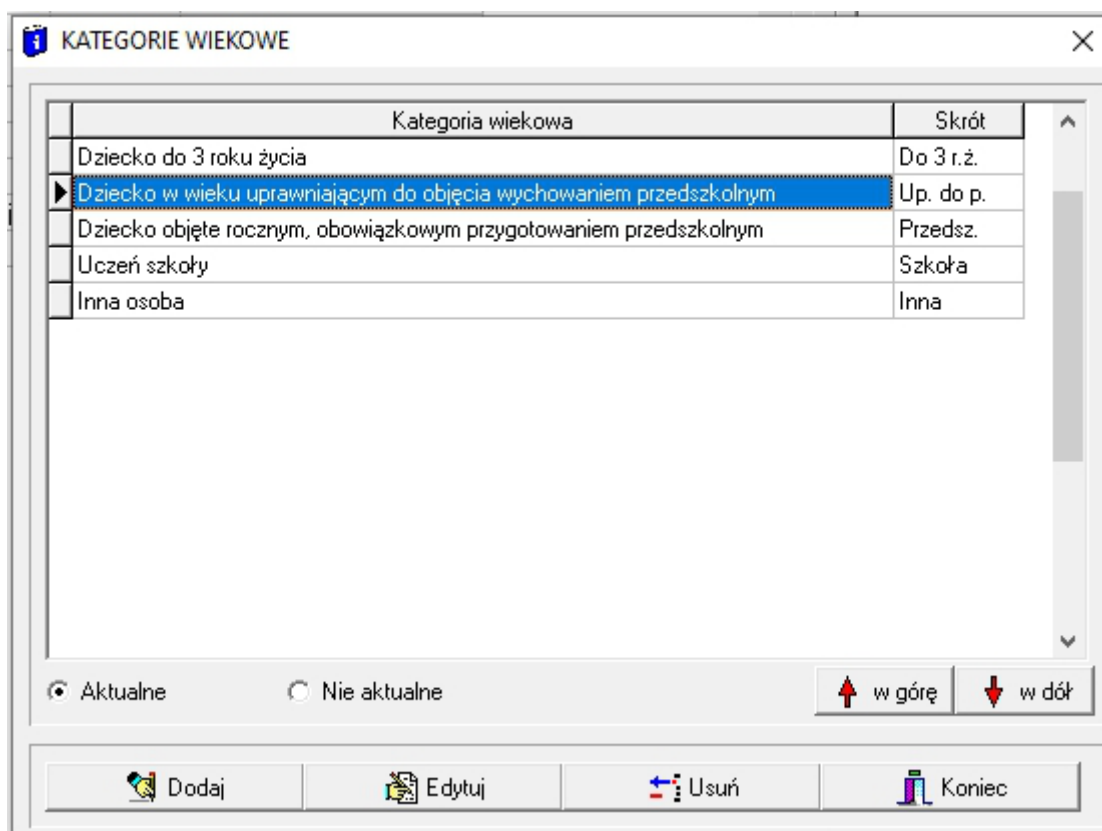 KATEGORIE WIEKOWE
Kategoria wiekowa Skrót
Dziecko do 3 roku życia Do 3 r.ż.
Dziecko w wieku uprawniającym do objęcia wychowaniem przedszkolnym Up. do p.
Dziecko objęte rocznym, obowiązkowym przygotowaniem przedszkolnym Przedsz.
Uczeń szkoły Szkoła
Inna osoba Inna
Aktualne Nie aktualne w górę w dół
Dodaj Edytuj Usuń Koniec